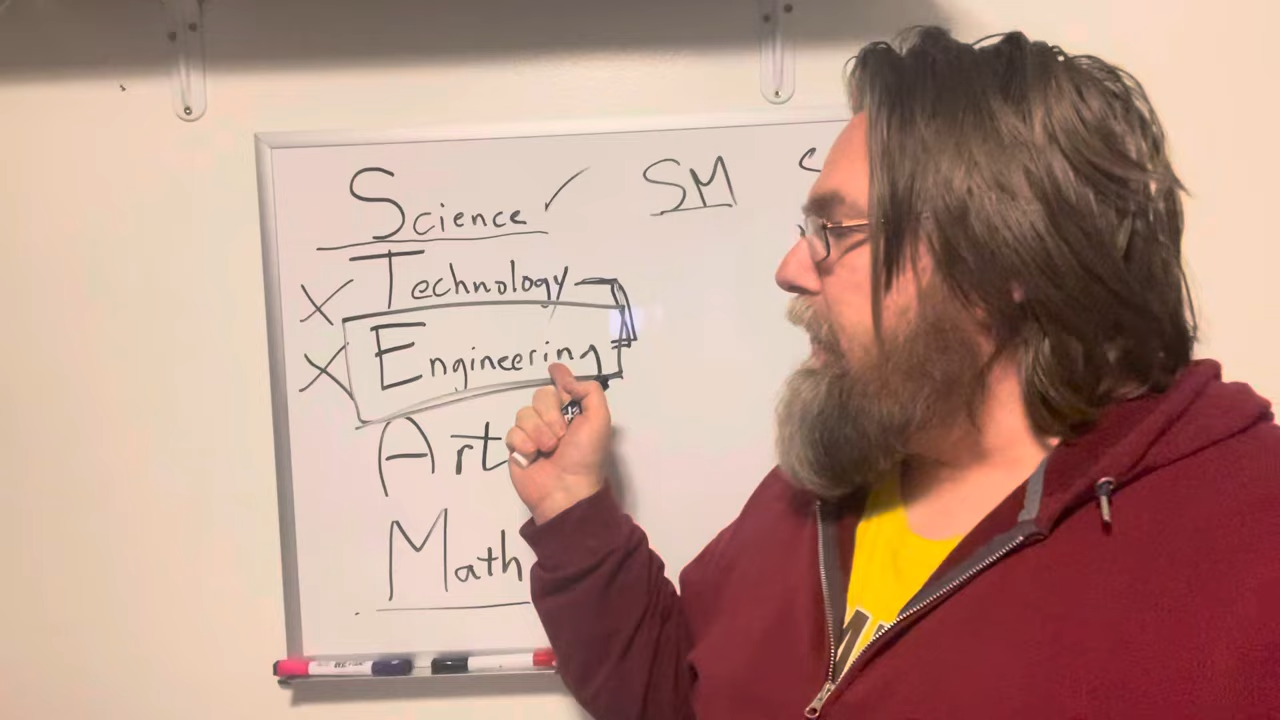 Science ✓ SM S
X Technology
X Engineering
Art
Math